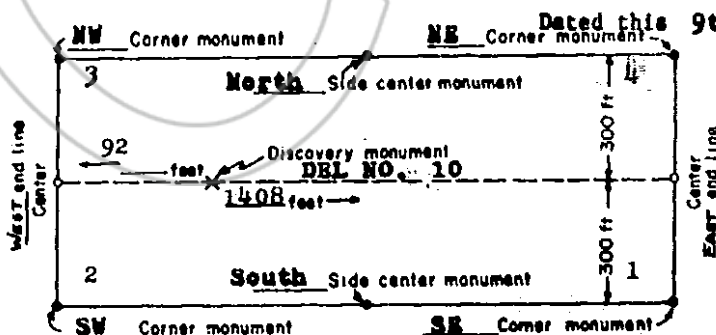 Dated this 9t
NW Corner monument NE Corner monument
3 North Side center monument 4
92 feet Discovery monument
DEL NO. 10
1408 feet
300 ft
300 ft
WEST end line
Center
Center
EAST end line
2 South Side center monument 1
SW Corner monument SE Corner monument